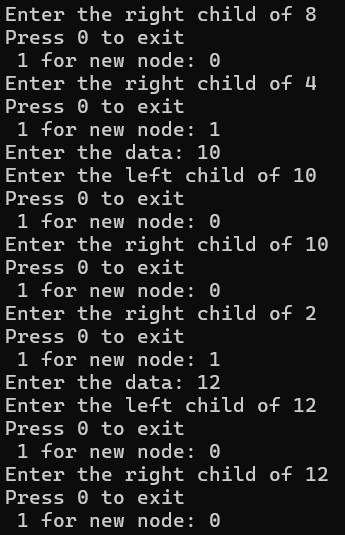 Enter the right child of 8
Press 0 to exit
 1 for new node: 0
Enter the right child of 4
Press 0 to exit
 1 for new node: 1
Enter the data: 10
Enter the left child of 10
Press 0 to exit
 1 for new node: 0
Enter the right child of 10
Press 0 to exit
 1 for new node: 0
Enter the right child of 2
Press 0 to exit
 1 for new node: 1
Enter the data: 12
Enter the left child of 12
Press 0 to exit
 1 for new node: 0
Enter the right child of 12
Press 0 to exit
 1 for new node: 0